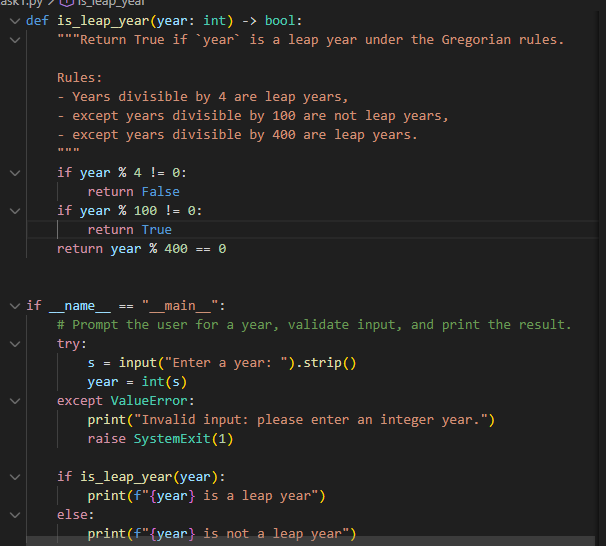 ask1.py > is_leap_year
def is_leap_year(year: int) -> bool:
    """Return True if `year` is a leap year under the Gregorian rules.

    Rules:
    - Years divisible by 4 are leap years,
    - except years divisible by 100 are not leap years,
    - except years divisible by 400 are leap years.
    """
    if year % 4 != 0:
        return False
    if year % 100 != 0:
        return True
    return year % 400 == 0


if __name__ == "__main__":
    # Prompt the user for a year, validate input, and print the result.
    try:
        s = input("Enter a year: ").strip()
        year = int(s)
    except ValueError:
        print("Invalid input: please enter an integer year.")
        raise SystemExit(1)

    if is_leap_year(year):
        print(f"{year} is a leap year")
    else:
        print(f"{year} is not a leap year")